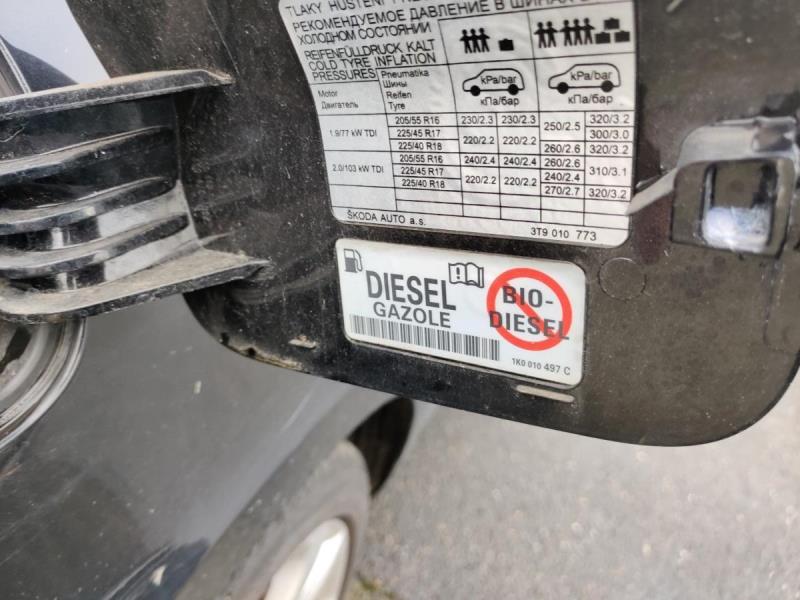 TLAKY HUŠTĚNÍ
РЕКОМЕНДУЕМОЕ ДАВЛЕНИЕ В ШИНАХ
ХОЛОДНОМ СОСТОЯНИИ
REIFENFÜLLDRUCK, KALT
COLD TYRE INFLATION
PRESSURES
Pneumatika
Шины
Reifen
Tyre
Motor
Двигатель
kPa/bar
кПа/бар
kPa/bar
кПа/бар
1.9/77 kW TDI
205/55 R16 230/2.3 230/2.3 250/2.5 320/3.2
225/45 R17 220/2.2 220/2.2 300/3.0
225/40 R18 260/2.6 320/3.2
2.0/103 kW TDI
205/55 R16 240/2.4 240/2.4 260/2.6 310/3.1
225/45 R17 220/2.2 220/2.2 240/2.4
225/40 R18 270/2.7 320/3.2
ŠKODA AUTO a.s.
3T9 010 773
DIESEL
GAZOLE
BIO-
DIESEL
1K0 010 497 C